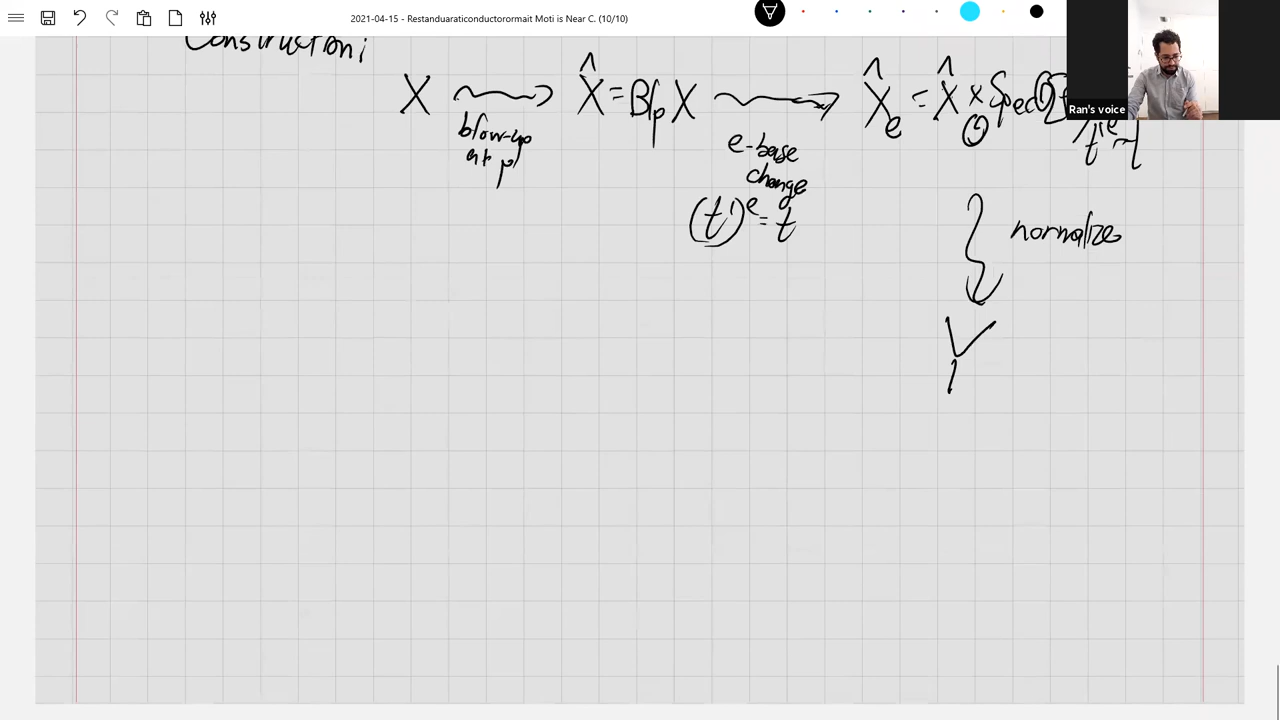 2021-04-15 - Restanduaraticonductorormait Moti is Near C. (10/10)
Ran's voice
Construction:
X ⟿ X̂ = Bl_p X ⟿ X̂_e = X̂ × Spec O[t
blow-up
at p
e-base
change
(t')^e = t
normalize
Y